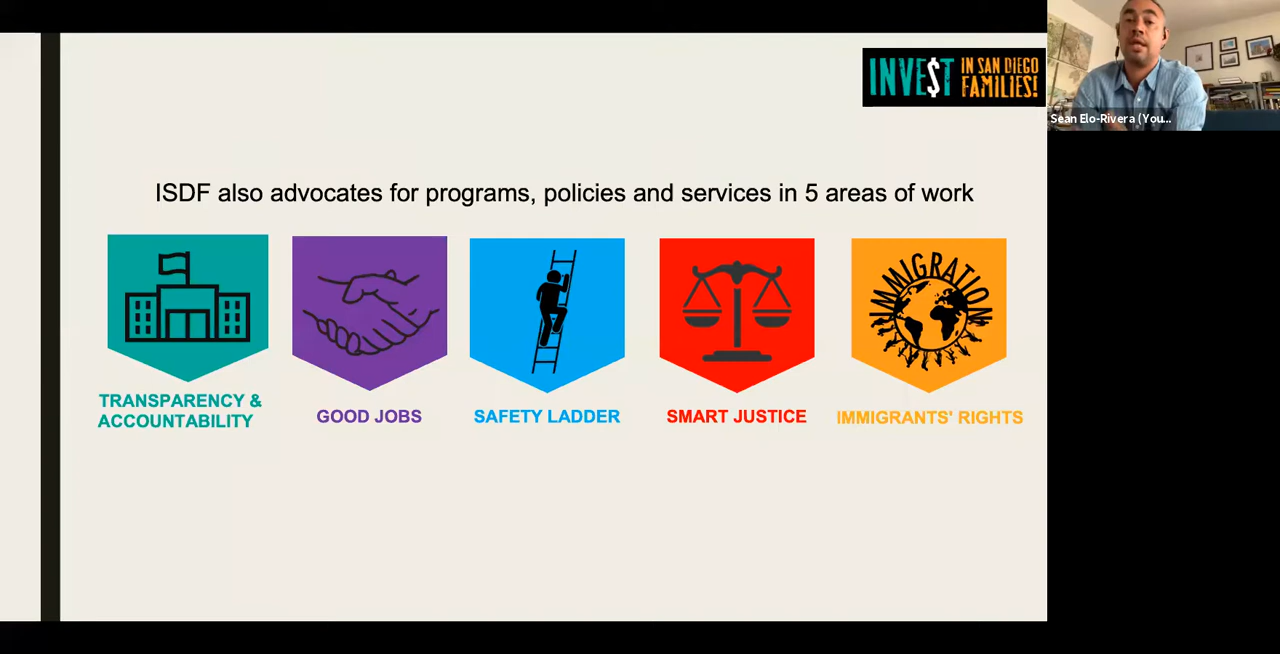 INVE$T
IN SAN DIEGO
FAMILIES!
Sean Elo-Rivera (You...
ISDF also advocates for programs, policies and services in 5 areas of work
IMMIGRATION
TRANSPARENCY &
ACCOUNTABILITY
GOOD JOBS
SAFETY LADDER
SMART JUSTICE
IMMIGRANTS' RIGHTS